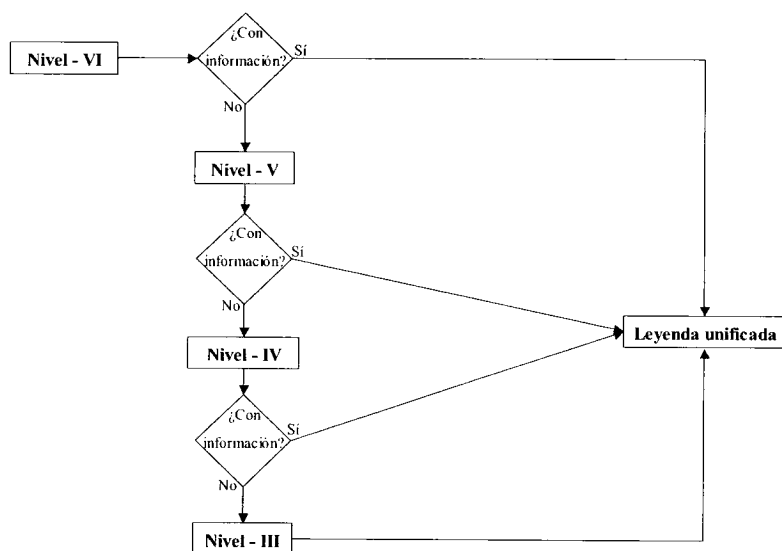 ¿Con
información?
Sí
Nivel - VI
No
Nivel - V
¿Con
información?
Sí
No
Leyenda unificada
Nivel - IV
¿Con
información?
Sí
No
Nivel - III